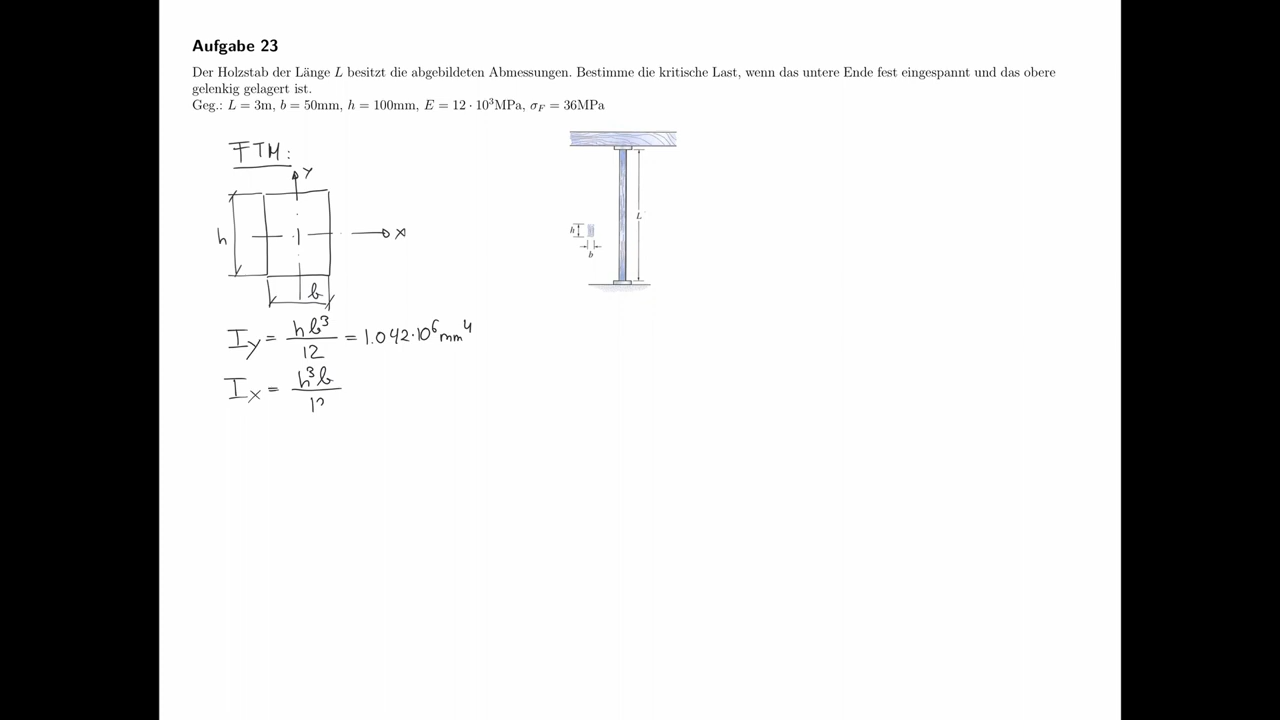 Aufgabe 23
Der Holzstab der Länge L besitzt die abgebildeten Abmessungen. Bestimme die kritische Last, wenn das untere Ende fest eingespannt und das obere
gelenkig gelagert ist.
Geg.: L = 3m, b = 50mm, h = 100mm, E = 12 · 10³MPa, σ_F = 36MPa
FTM:
y
h
x
b
L
h
b
I_y = hb³/12 = 1.042·10⁶mm⁴
I_x = h³b/12